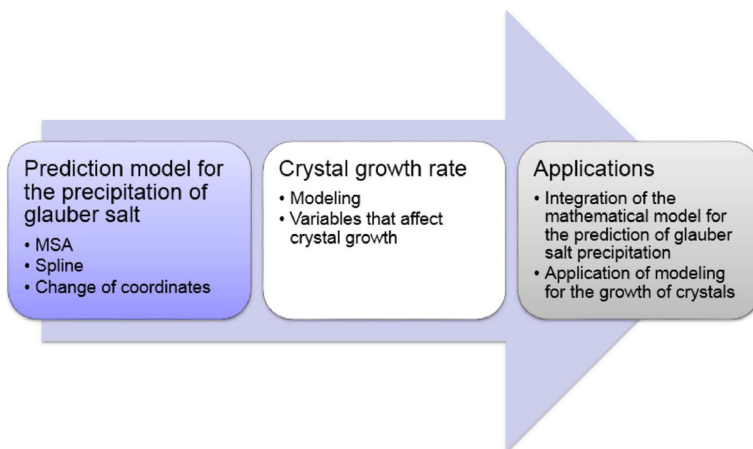 Prediction model for
the precipitation of
glauber salt
• MSA
• Spline
• Change of coordinates
Crystal growth rate
• Modeling
• Variables that affect
crystal growth
Applications
• Integration of the
mathematical model for
the prediction of glauber
salt precipitation
• Application of modeling
for the growth of crystals